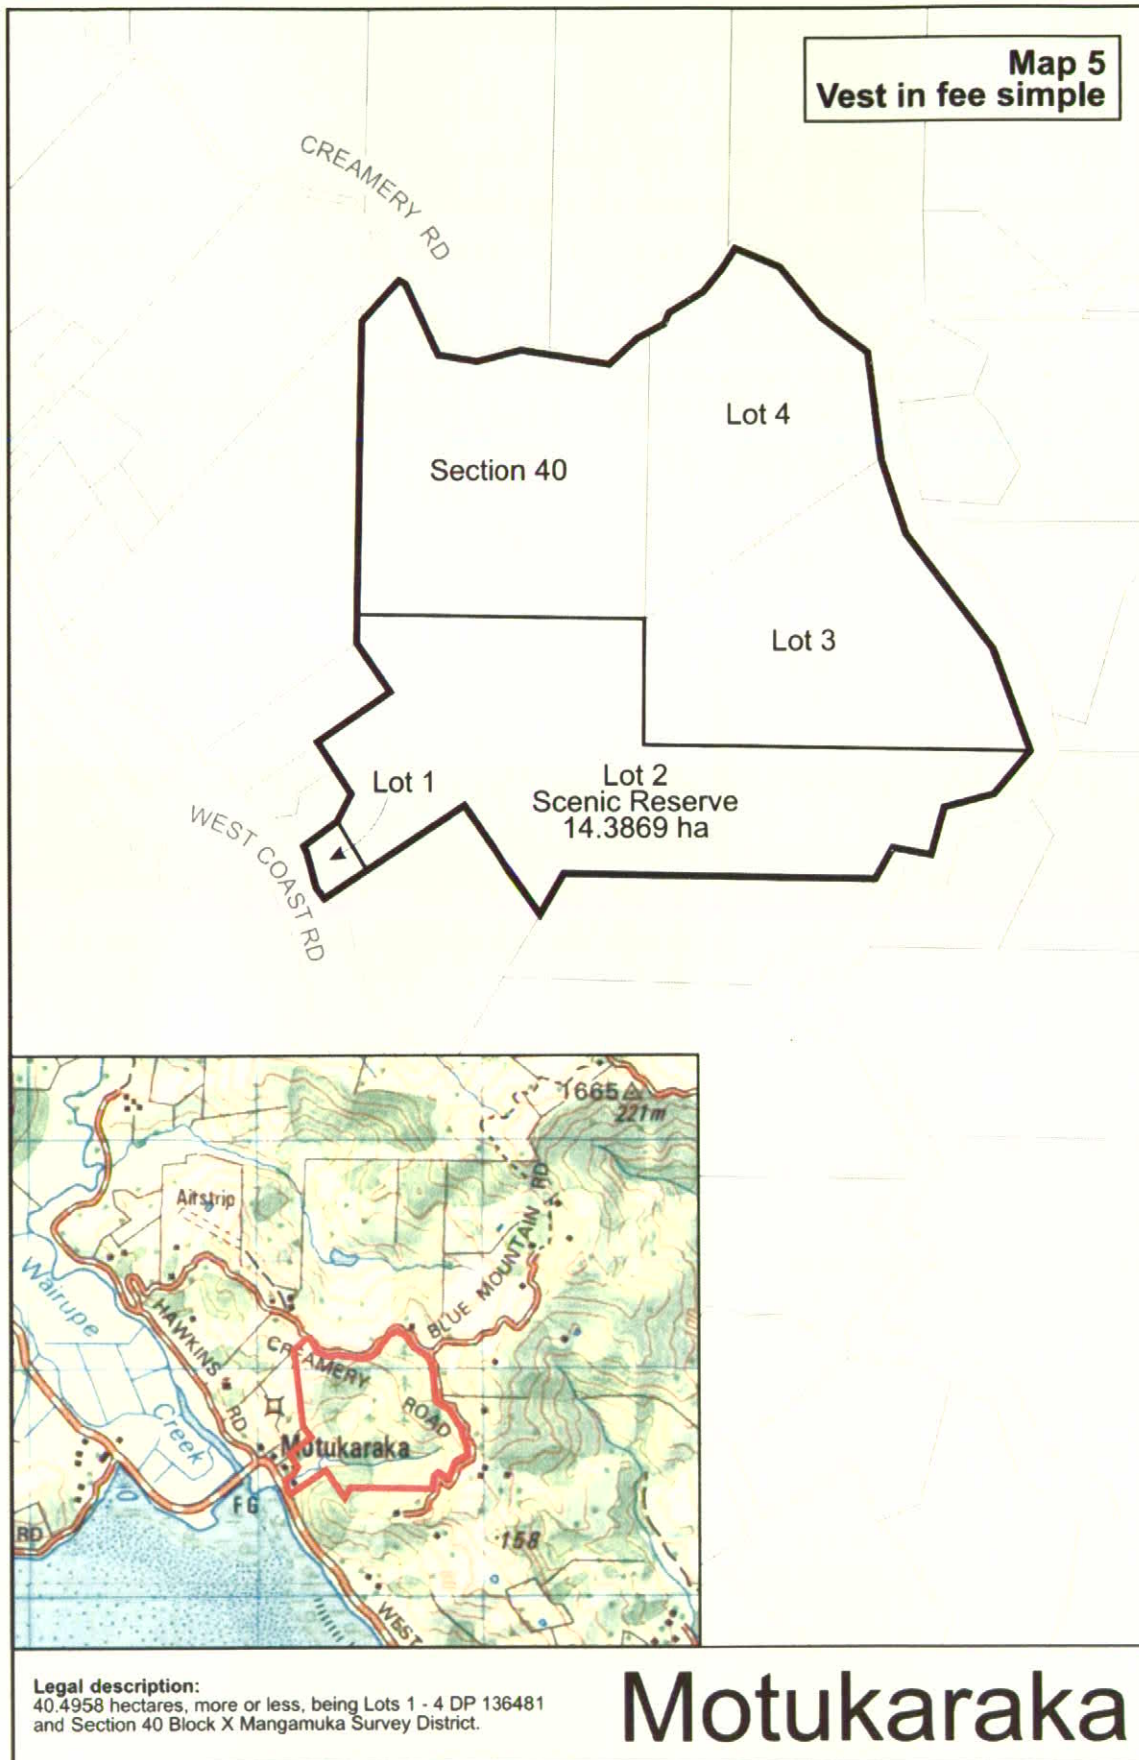 Map 5
Vest in fee simple
CREAMERY RD
Lot 4
Section 40
Lot 3
Lot 1
Lot 2
Scenic Reserve
14.3869 ha
WEST COAST RD
1665
221m
Airstrip
BLUE MOUNTAIN RD
Wairupe
Creek
HAWKINS RD
CREAMERY ROAD
Motukaraka
FG
RD
158
WEST
Legal description:
40.4958 hectares, more or less, being Lots 1 - 4 DP 136481
and Section 40 Block X Mangamuka Survey District.
Motukaraka